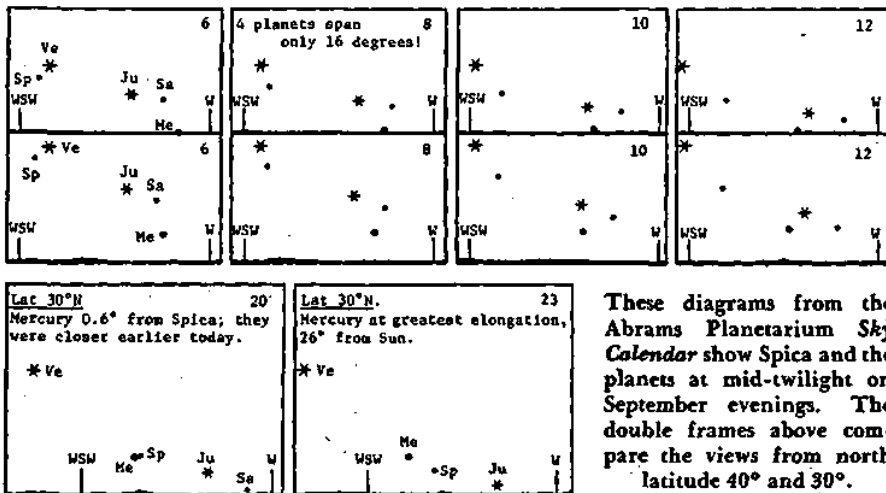 6
Ve
Sp
Ju
Sa
WSW
W
Me
4 planets span
only 16 degrees!
8
WSW
10
WSW
W
12
WSW
6
Ve
Sp
Ju
Sa
WSW
Me
W
8
WSW
10
WSW
W
12
WSW
W
Lat 30°N
20
Mercury 0.6° from Spica; they
were closer earlier today.
Ve
WSW
Me
Sp
Ju
Sa
W
Lat 30°N.
23
Mercury at greatest elongation,
26° from Sun.
Ve
WSW
Me
Sp
Ju
W
These diagrams from the
Abrams Planetarium Sky
Calendar show Spica and the
planets at mid-twilight on
September evenings. The
double frames above com-
pare the views from north
latitude 40° and 30°.